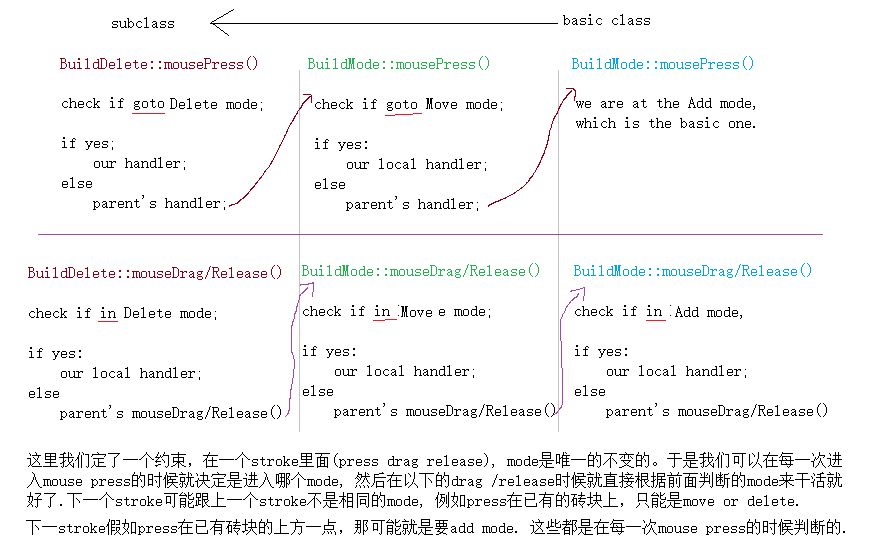 subclass
basic class
BuildDelete::mousePress()
check if goto Delete mode;
if yes;
our handler;
else
parent's handler;
BuildMode::mousePress()
check if goto Move mode;
if yes:
our local handler;
else
parent's handler;
BuildMode::mousePress()
we are at the Add mode,
which is the basic one.
BuildDelete::mouseDrag/Release()
check if in Delete mode;
if yes:
our local handler;
else
parent's mouseDrag/Release()
BuildMode::mouseDrag/Release()
check if in Move e mode;
if yes:
our local handler;
else
parent's mouseDrag/Release()
BuildMode::mouseDrag/Release()
check if in Add mode,
if yes:
our local handler;
else
parent's mouseDrag/Release()
这里我们定了一个约束，在一个stroke里面(press drag release), mode是唯一的不变的。于是我们可以在每一次进
入mouse press的时候就决定是进入哪个mode, 然后在以下的drag /release时候就直接根据前面判断的mode来干活就
好了.下一个stroke可能跟上一个stroke不是相同的mode, 例如press在已有的砖块上，只能是move or delete.
下一stroke假如press在已有砖块的上方一点，那可能就是要add mode. 这些都是在每一次mouse press的时候判断的.